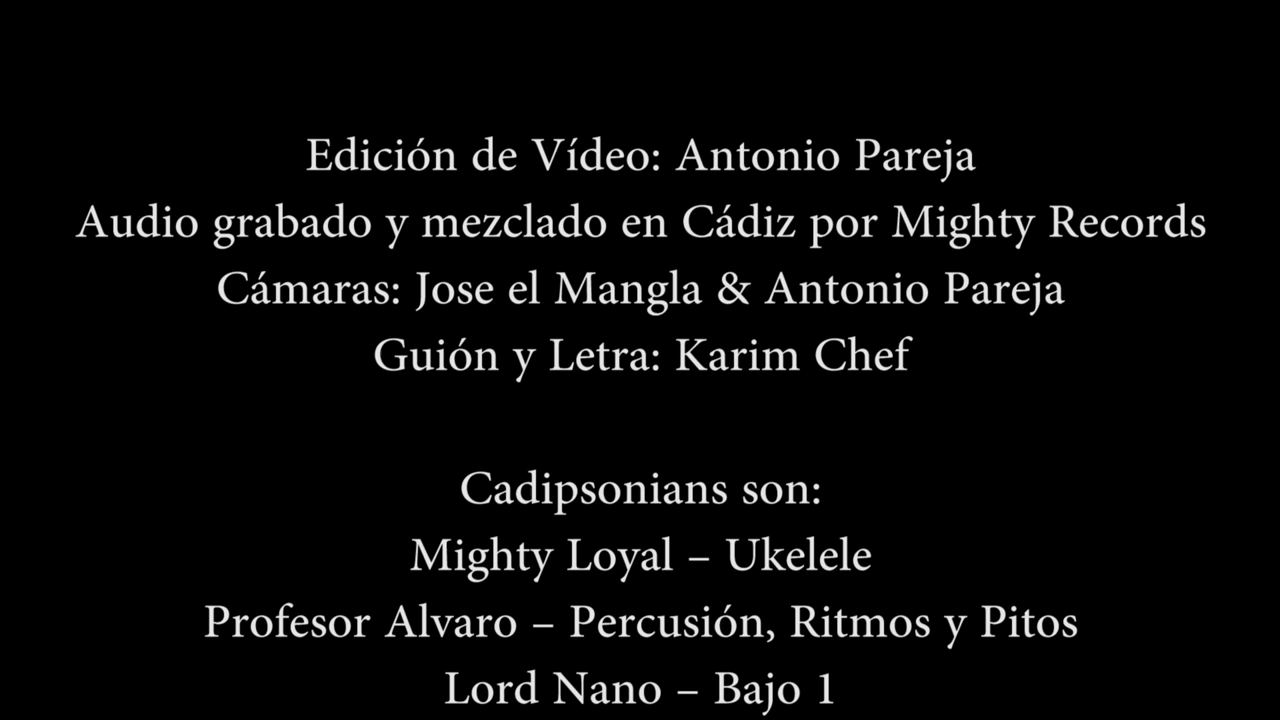 Edición de Vídeo: Antonio Pareja
Audio grabado y mezclado en Cádiz por Mighty Records
Cámaras: Jose el Mangla & Antonio Pareja
Guión y Letra: Karim Chef
Cadipsonians son:
Mighty Loyal – Ukelele
Profesor Alvaro – Percusión, Ritmos y Pitos
Lord Nano – Bajo 1